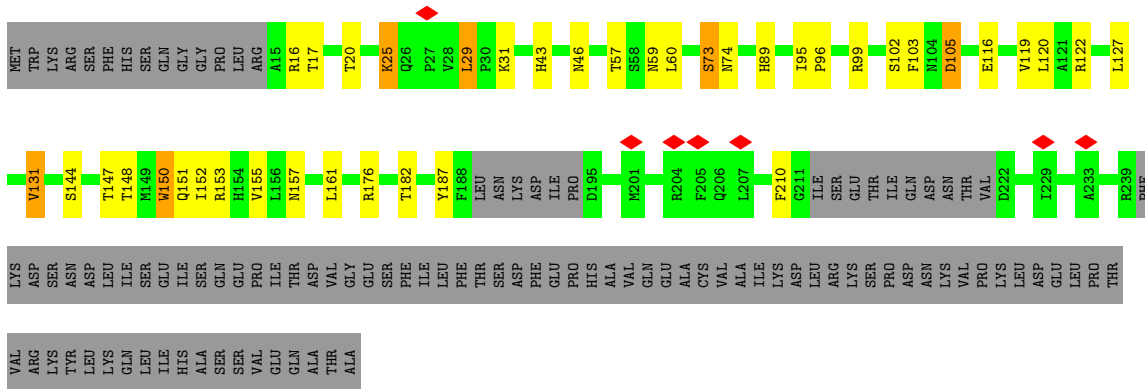 MET TRP LYS ARG SER PHE HIS SER GLN GLY GLY PRO LEU ARG A15 R16 T17 T20 K25 Q26 P27 V28 L29 P30 K31 H43 N46 T57 S58 N59 L60 S73 N74 H89 I95 P96 R99 S102 F103 N104 D105 E116 V119 L120 A121 R122 L127
V131 S144 T147 T148 M149 W150 Q151 I152 R153 H154 V155 L156 N157 L161 R176 T182 Y187 F188 LEU ASN LYS ASP ILE PRO D195 M201 R204 F205 Q206 L207 F210 G211 ILE SER GLU THR ILE GLN ASP ASN THR VAL D222 I229 A233 R239 PHE
LYS ASP SER ASN ASP LEU ILE SER GLU ILE SER GLN GLU PRO ILE THR ASP VAL GLY GLU SER PHE ILE LEU PHE THR SER ASP PHE GLU PRO HIS ALA VAL GLN GLU ALA CYS VAL ALA ILE LYS ASP LEU ARG LYS SER PRO ASP ASN LYS VAL PRO LYS LEU ASP GLU LEU PRO THR
VAL ARG LYS TYR LEU LYS GLN LEU ILE HIS ALA SER SER VAL GLU GLN ALA THR ALA